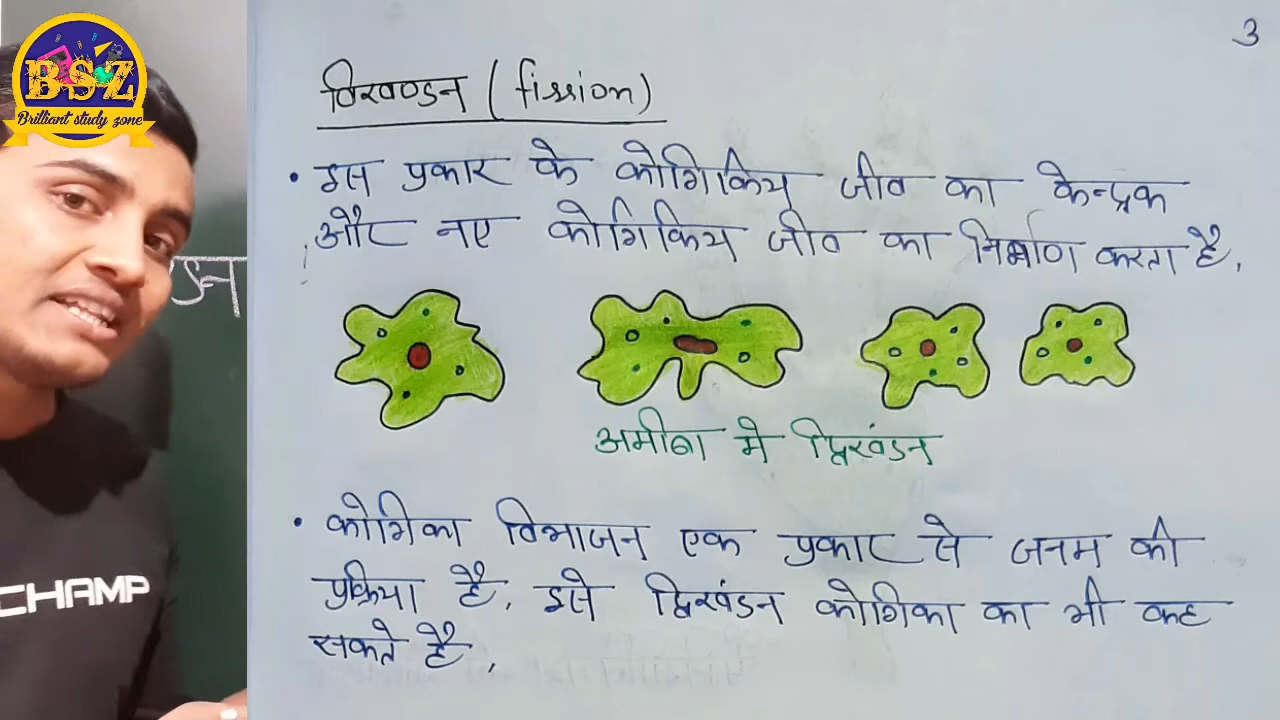 3
BSZ
Brilliant study zone
विखण्डन (fission)
• इस प्रकार के कोशिकिय जीव का केन्द्रक
और नए कोशिकिय जीव का निर्माण करता है,
अमीबा मे द्विखंडन
• कोशिका विभाजन एक प्रकार से जनम की
प्रक्रिया है, इसे द्विखंडन कोशिका का भी कह
सकते है,
CHAMP